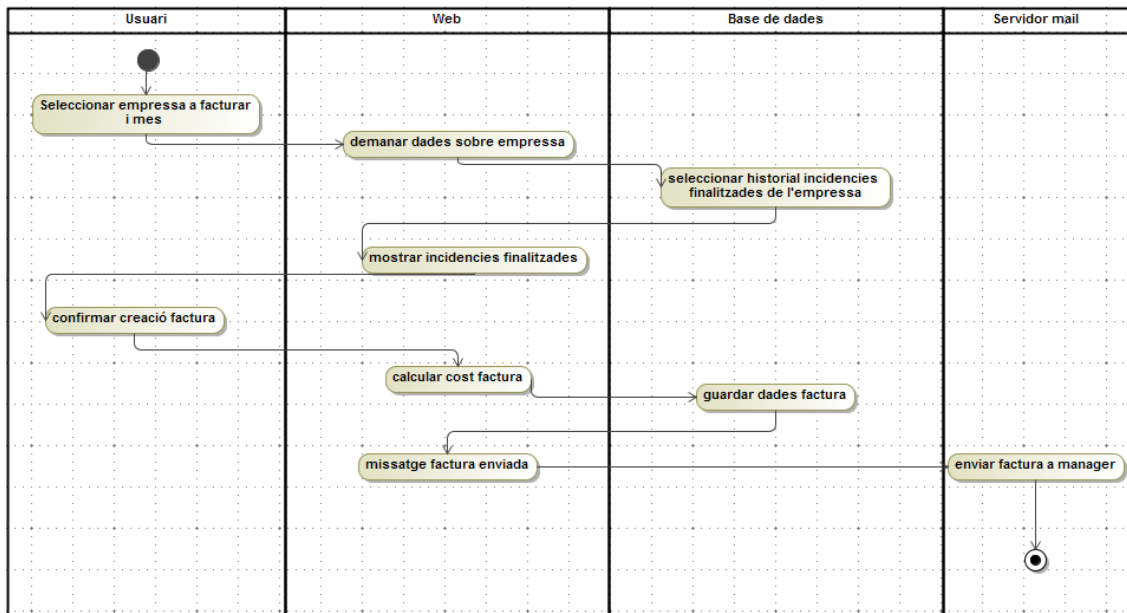 Usuari
Web
Base de dades
Servidor mail
Seleccionar empressa a facturar
i mes
demanar dades sobre empressa
seleccionar historial incidencies
finalitzades de l'empressa
mostrar incidencies finalitzades
confirmar creació factura
calcular cost factura
guardar dades factura
missatge factura enviada
enviar factura a manager